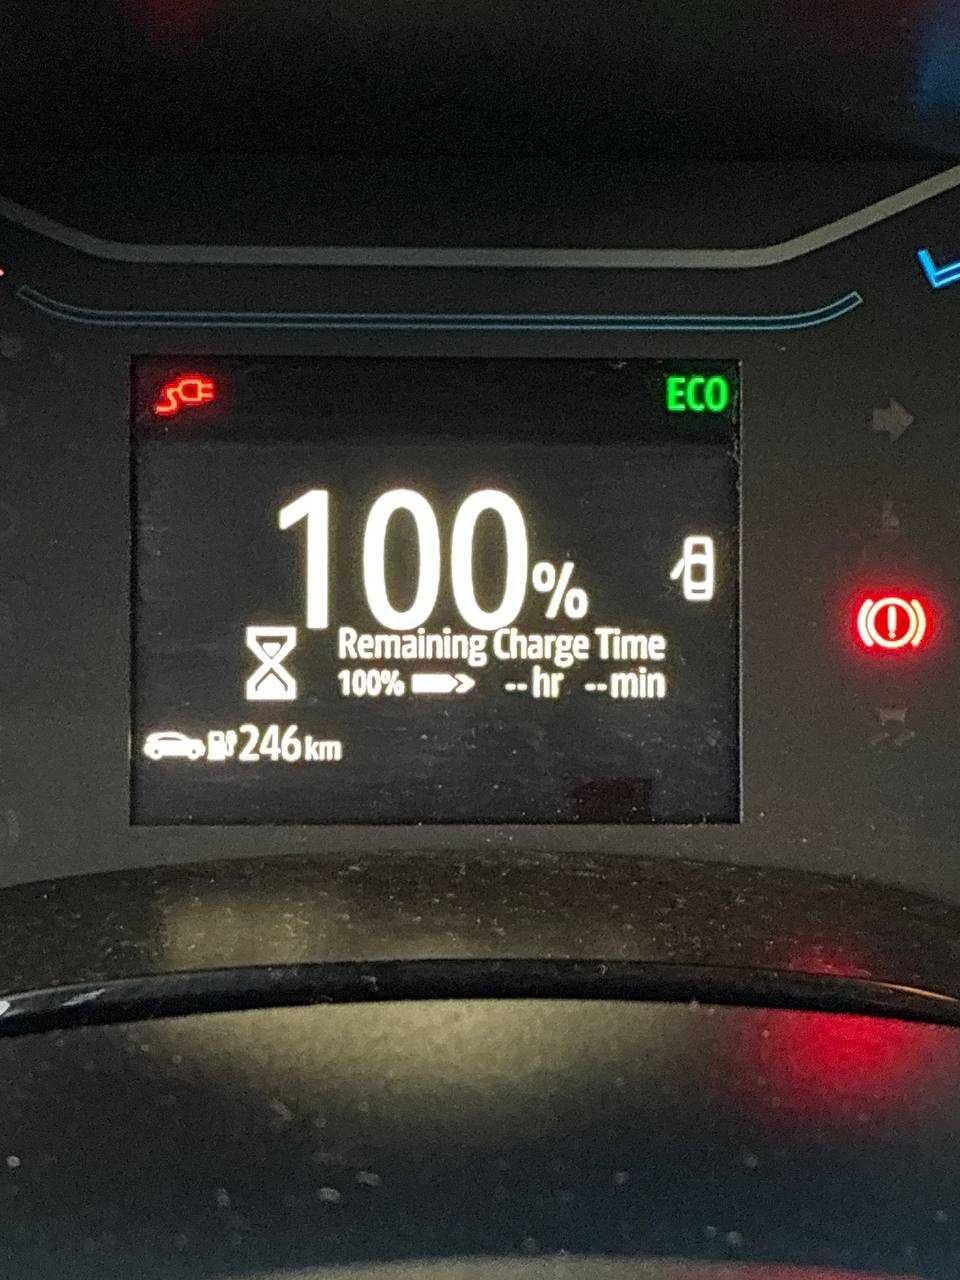 ECO
100%
Remaining Charge Time
100% --hr --min
246km